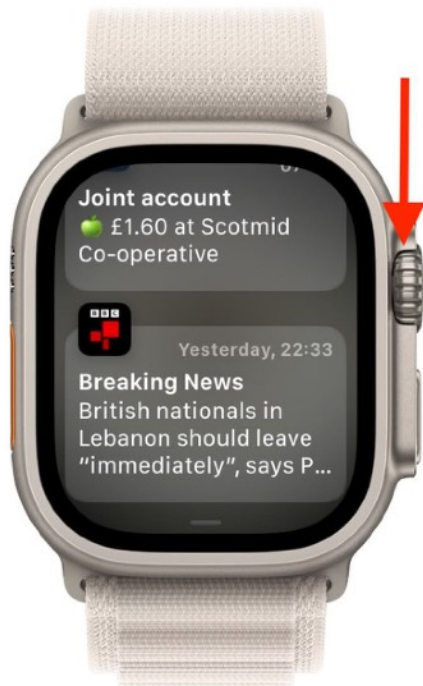 Joint account
🍏 £1.60 at Scotmid
Co-operative
BBC
Yesterday, 22:33
Breaking News
British nationals in
Lebanon should leave
“immediately”, says P...